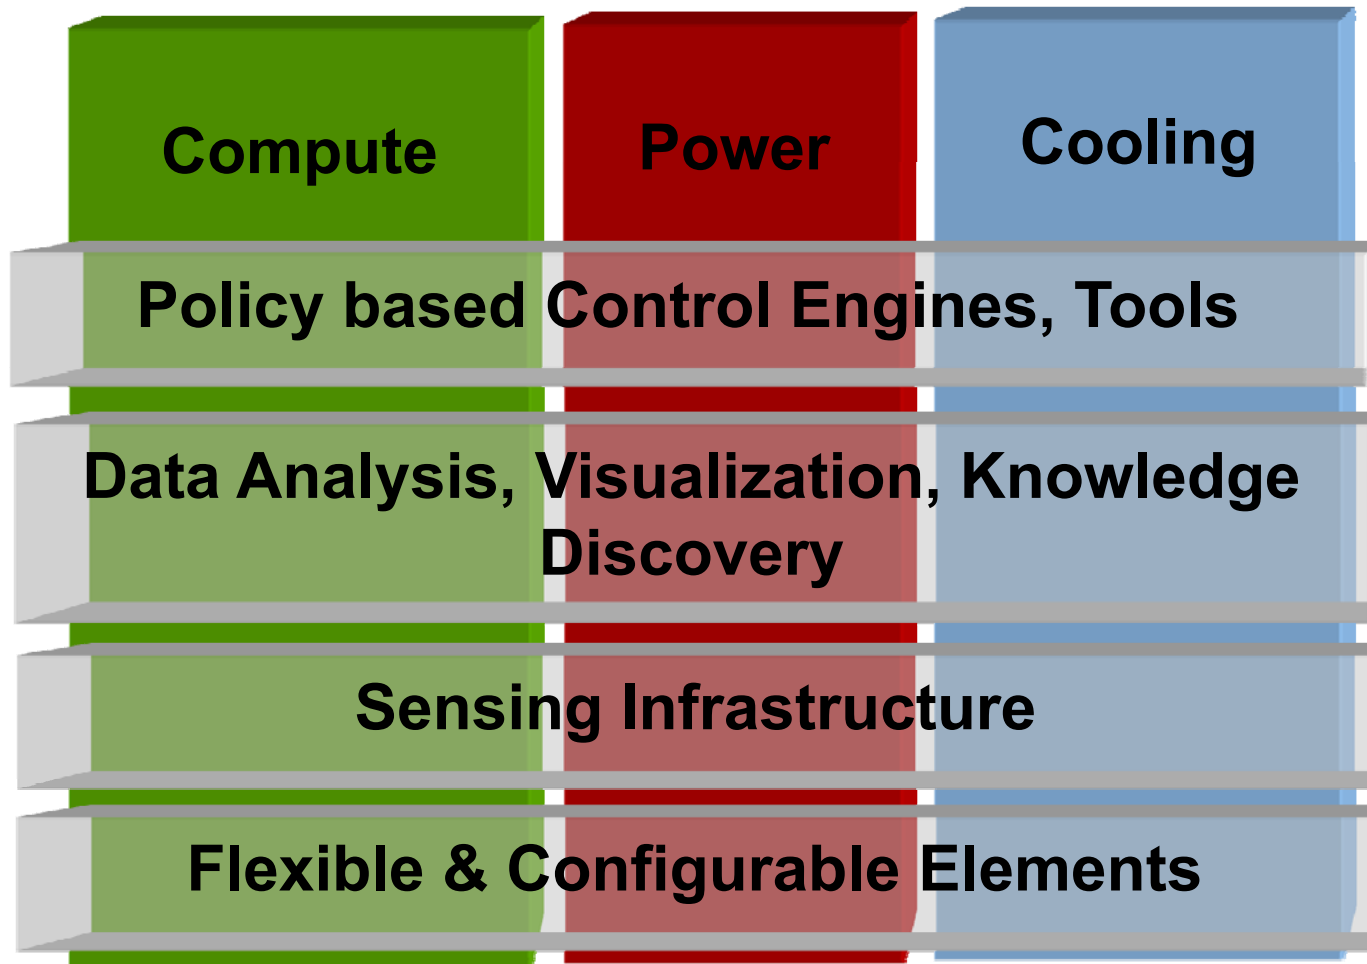 Compute
Power
Cooling
Policy based Control Engines, Tools
Data Analysis, Visualization, Knowledge
Discovery
Sensing Infrastructure
Flexible & Configurable Elements